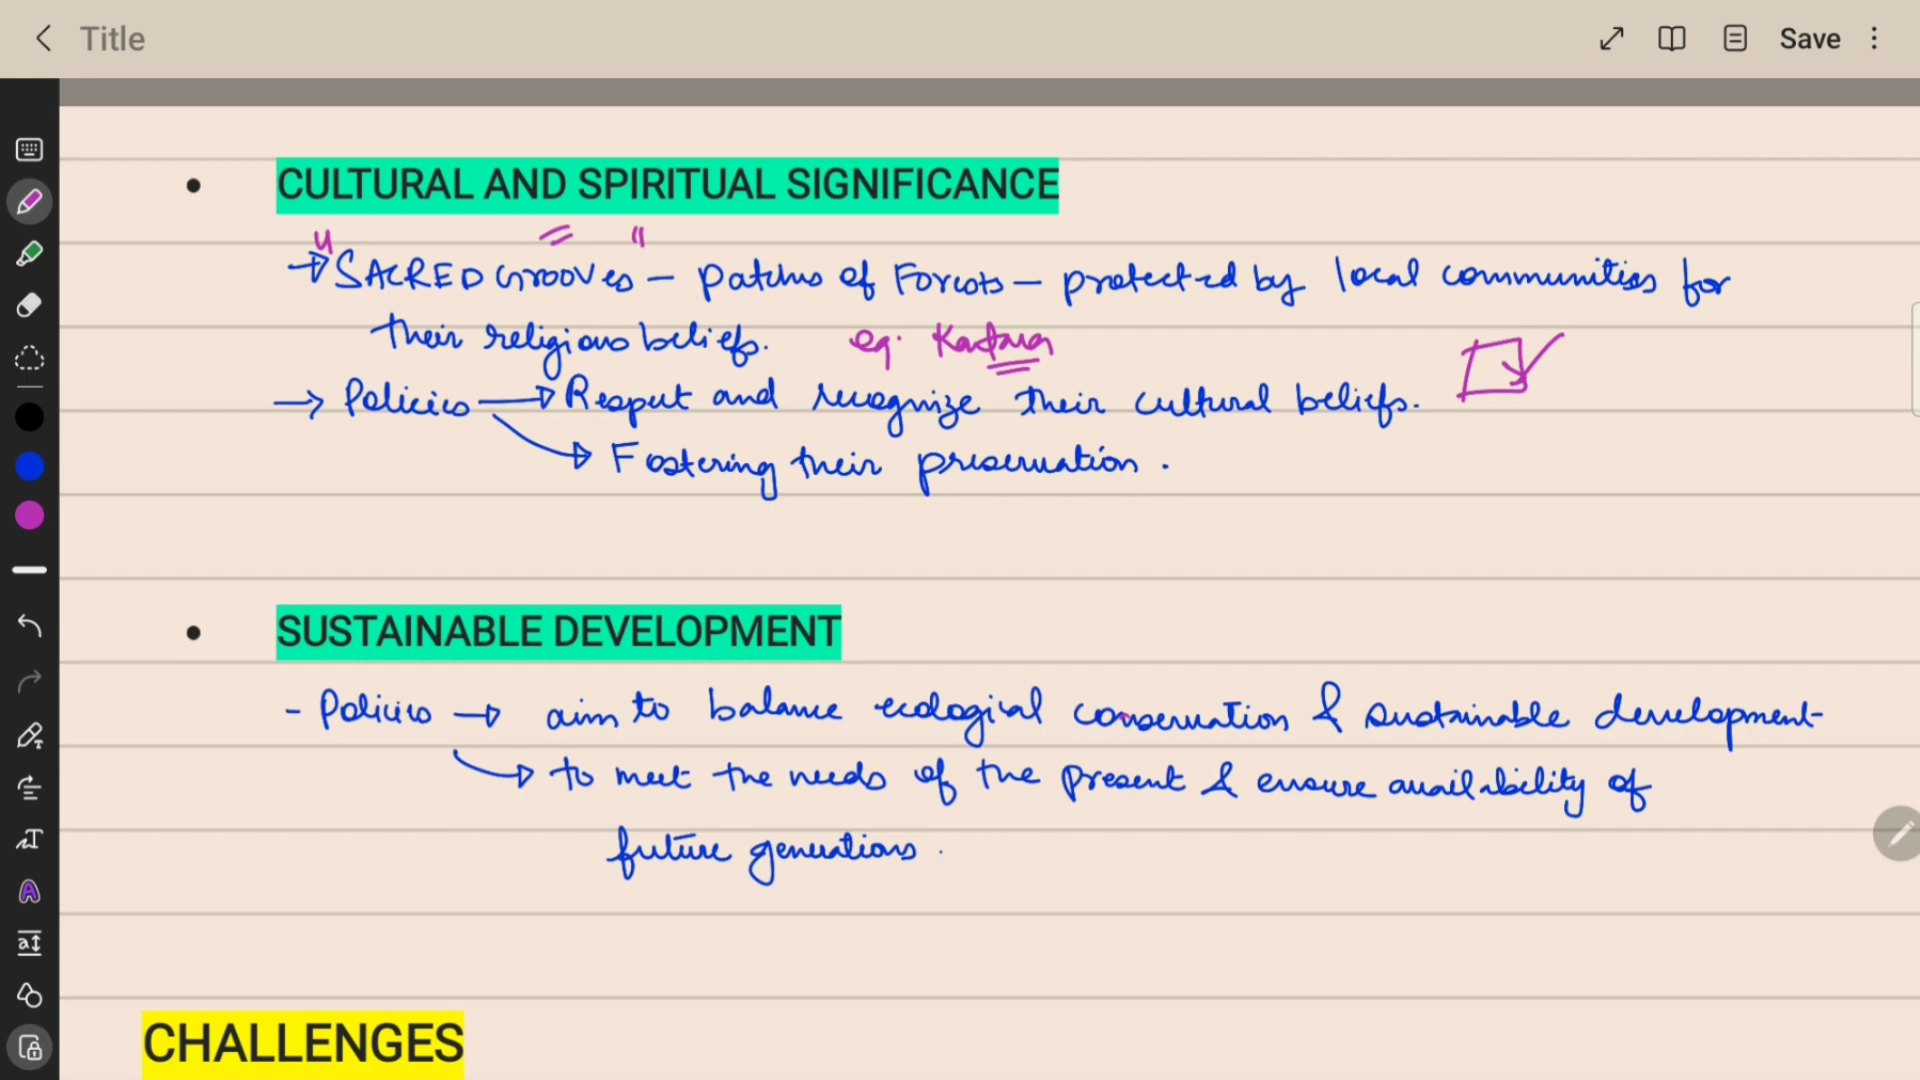 Title
Save
• CULTURAL AND SPIRITUAL SIGNIFICANCE
" = "
→ SACRED Grooves – Patches of Forests – protected by local communities for
their religious beliefs. eg.
→ Policies → Respect and recognize their cultural beliefs.
→ Fostering their preservation.
• SUSTAINABLE DEVELOPMENT
- Policies → aim to balance ecological conservation & sustainable development
→ to meet the needs of the present & ensure availability of
future generations.
CHALLENGES